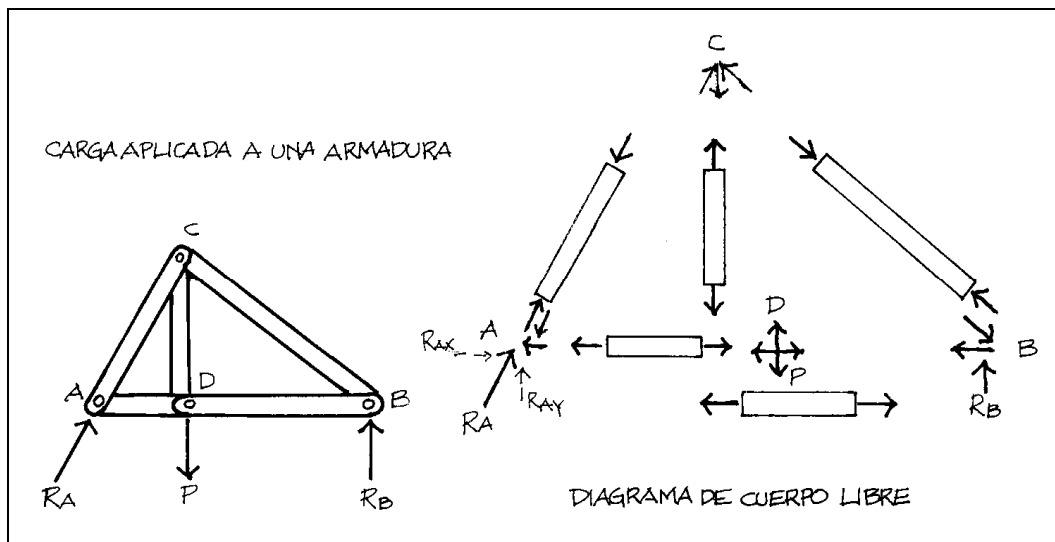 CARGA APLICADA A UNA ARMADURA
C
A
D
B
RA
P
RB
C
A
RAX
RAY
RA
D
P
B
RB
DIAGRAMA DE CUERPO LIBRE